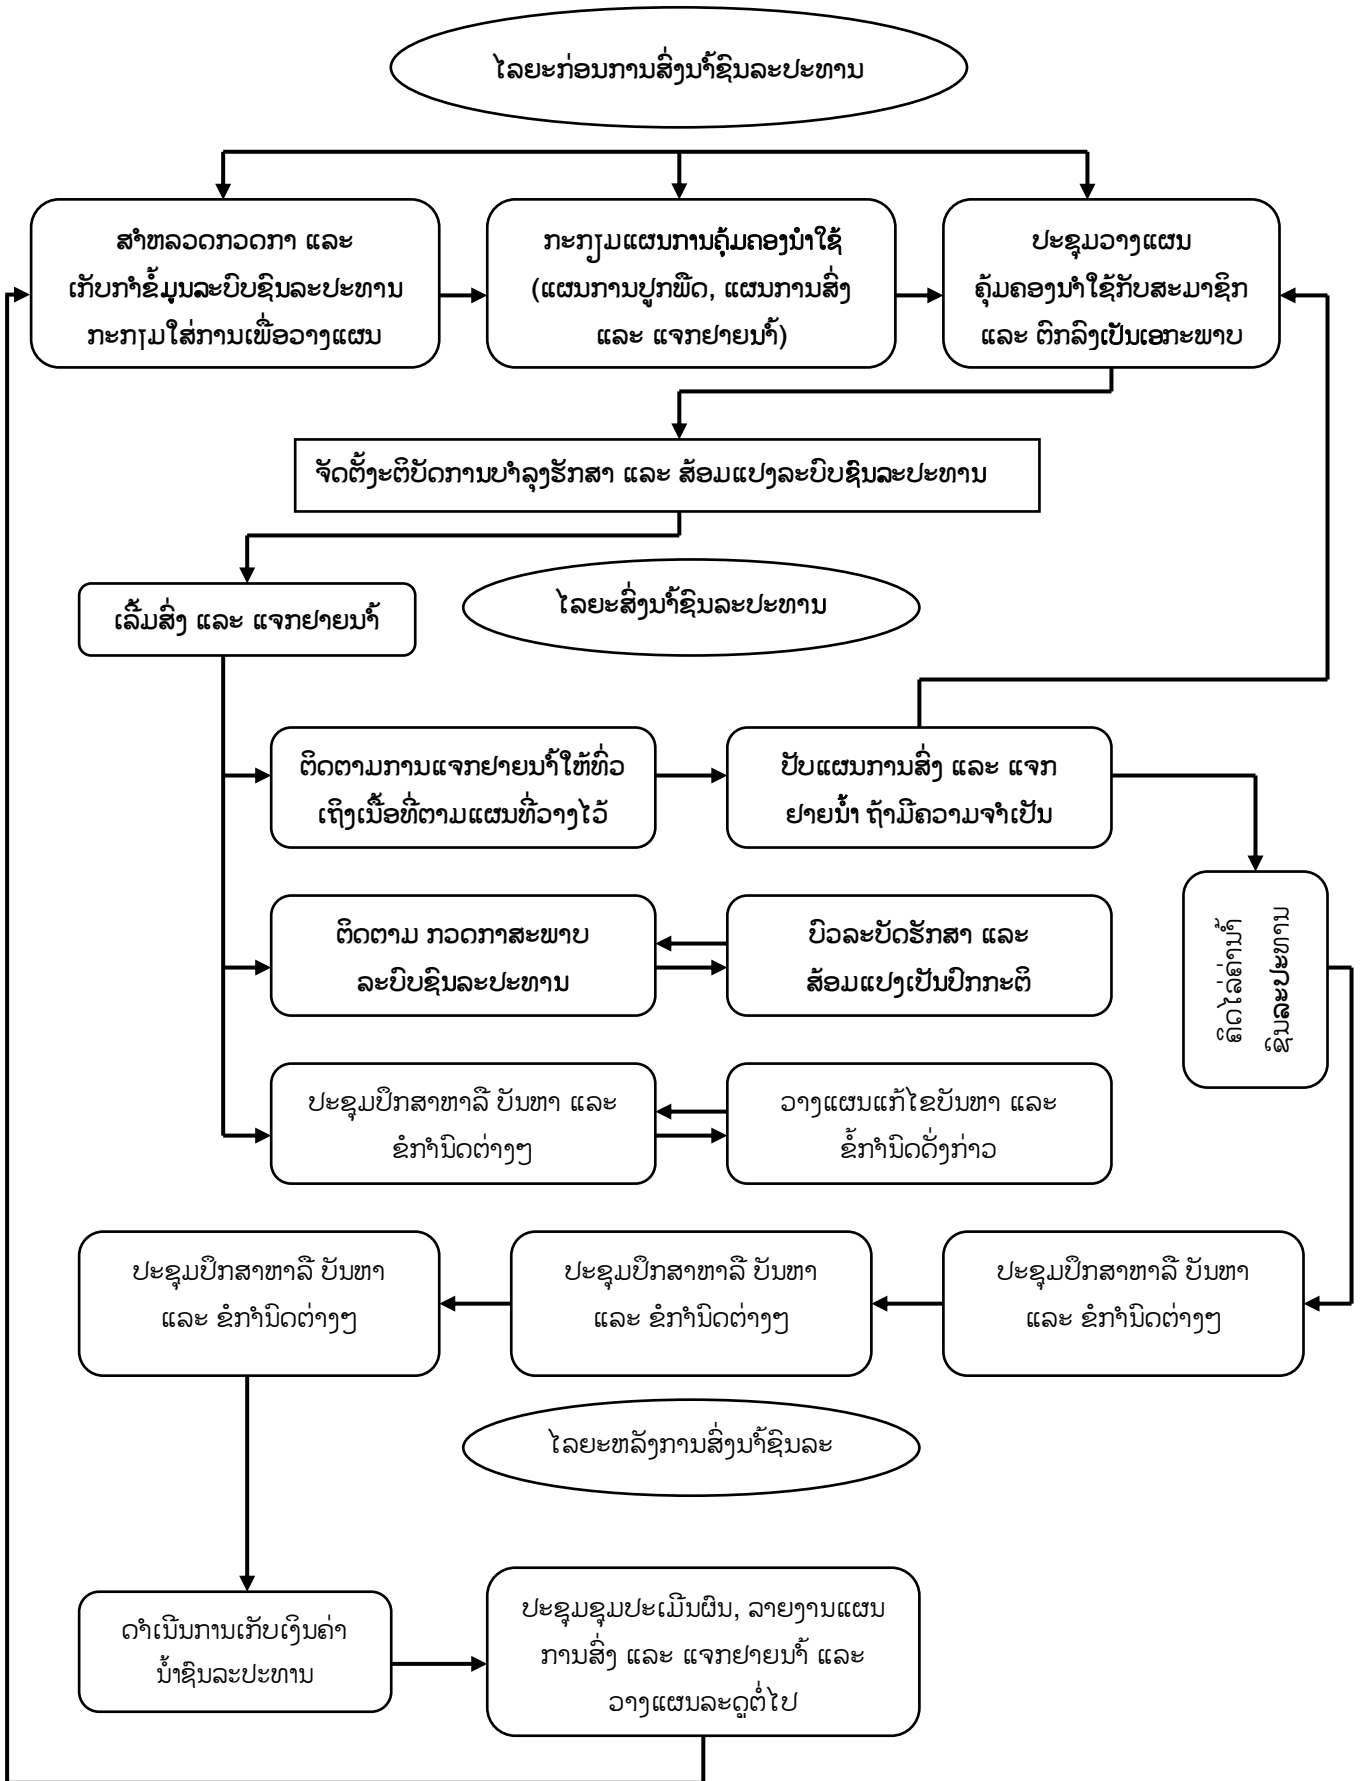 ໄລຍະກ່ອນການສົ່ງນ້ຳຊົນລະປະທານ
ສຳຫລວດກວດກາ ແລະ
ເກັບກຳຂໍ້ມູນລະບົບຊົນລະປະທານ
ກະກຽມໃສ່ການເພື່ອວາງແຜນ
ກະກຽມແຜນການຄຸ້ມຄອງນຳໃຊ້
(ແຜນການປູກພືດ, ແຜນການສົ່ງ
ແລະ ແຈກຢາຍນ້ຳ)
ປະຊຸມວາງແຜນ
ຄຸ້ມຄອງນຳໃຊ້ກັບສະມາຊິກ
ແລະ ຕົກລົງເປັນເອກະພາບ
ຈັດຕັ້ງະຕິບັດການບຳລຸງຮັກສາ ແລະ ສ້ອມແປງລະບົບຊົນລະປະທານ
ເລີ້ມສົ່ງ ແລະ ແຈກຢາຍນ້ຳ
ໄລຍະສົ່ງນ້ຳຊົນລະປະທານ
ຕິດຕາມການແຈກຢາຍນ້ຳໃຫ້ທົ່ວ
ເຖິງເນື້ອທີ່ຕາມແຜນທີ່ວາງໄວ້
ປັບແຜນການສົ່ງ ແລະ ແຈກ
ຢາຍນ້ຳ ຖ້າມີຄວາມຈຳເປັນ
ຕິດຕາມ ກວດກາສະພາບ
ລະບົບຊົນລະປະທານ
ບົວລະບັດຮັກສາ ແລະ
ສ້ອມແປງເປັນປົກກະຕິ
ຄິດໄລ່ຄ່ານ້ຳ
ຊົນລະປະທານ
ປະຊຸມປຶກສາຫາລື ບັນຫາ ແລະ
ຂໍກຳນົດຕ່າງໆ
ວາງແຜນແກ້ໄຂບັນຫາ ແລະ
ຂໍ້ກຳນົດດັ່ງກ່າວ
ປະຊຸມປຶກສາຫາລື ບັນຫາ
ແລະ ຂໍກຳນົດຕ່າງໆ
ປະຊຸມປຶກສາຫາລື ບັນຫາ
ແລະ ຂໍກຳນົດຕ່າງໆ
ປະຊຸມປຶກສາຫາລື ບັນຫາ
ແລະ ຂໍກຳນົດຕ່າງໆ
ໄລຍະຫລັງການສົ່ງນ້ຳຊົນລະ
ດຳເນີນການເກັບເງິນຄ່າ
ນ້ຳຊົນລະປະທານ
ປະຊຸມຊຸມປະເມີນຜົນ, ລາຍງານແຜນ
ການສົ່ງ ແລະ ແຈກຢາຍນ້ຳ ແລະ
ວາງແຜນລະດູຕໍ່ໄປ